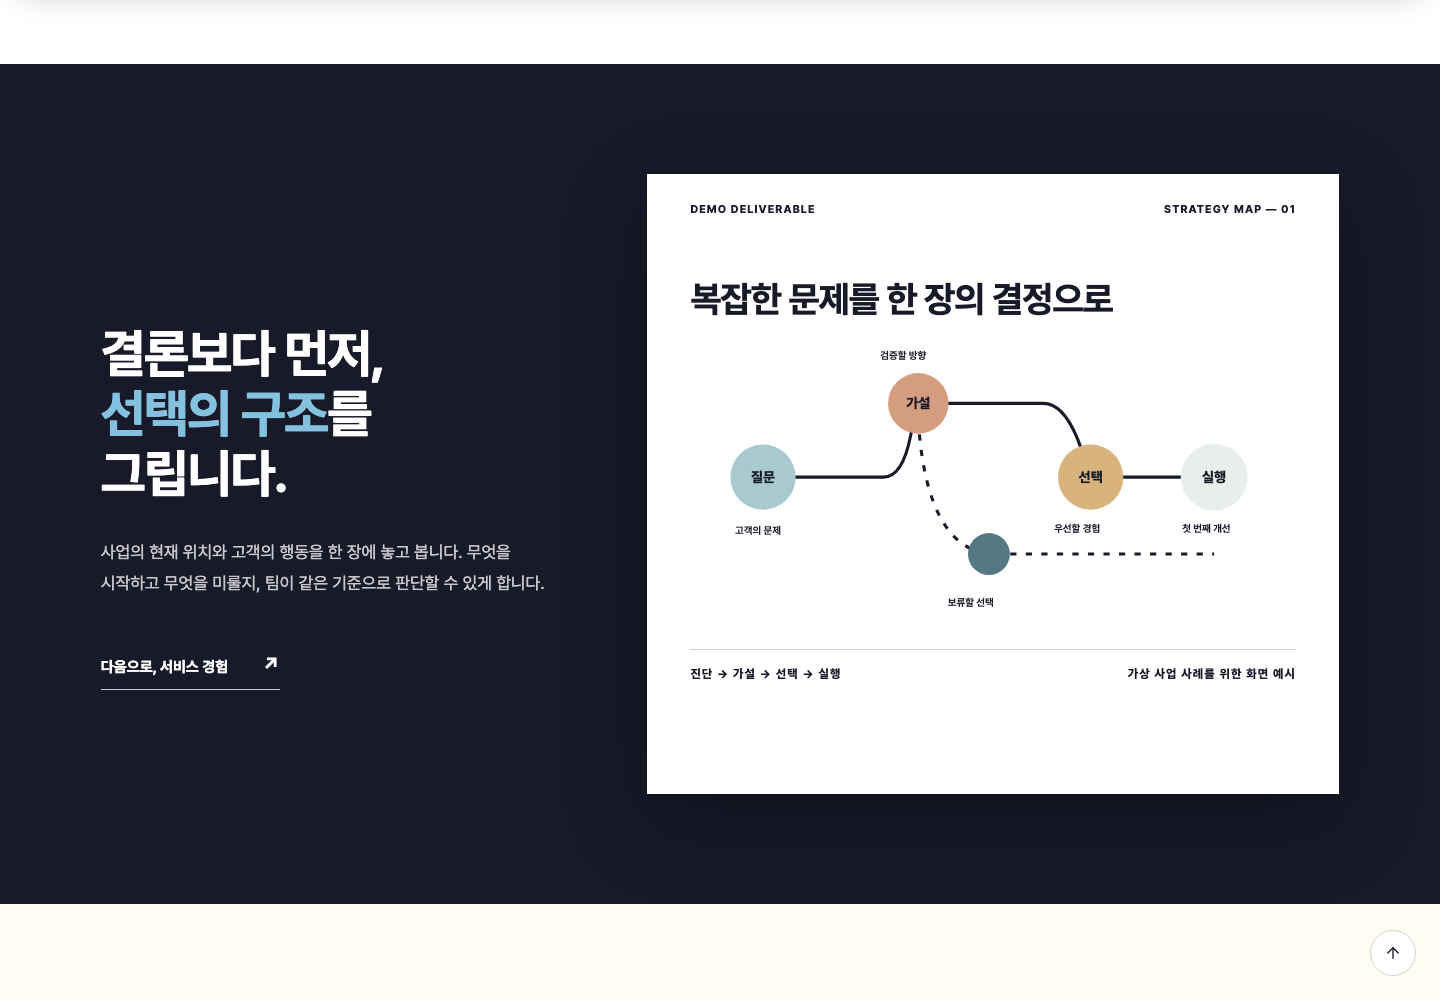 결론보다 먼저,
선택의 구조를
그립니다.
사업의 현재 위치와 고객의 행동을 한 장에 놓고 봅니다. 무엇을
시작하고 무엇을 미룰지, 팀이 같은 기준으로 판단할 수 있게 합니다.
다음으로, 서비스 경험 ↗
DEMO DELIVERABLE
STRATEGY MAP — 01
복잡한 문제를 한 장의 결정으로
검증할 방향
가설
질문
선택
실행
고객의 문제
우선할 경험
첫 번째 개선
보류할 선택
진단 → 가설 → 선택 → 실행
가상 사업 사례를 위한 화면 예시